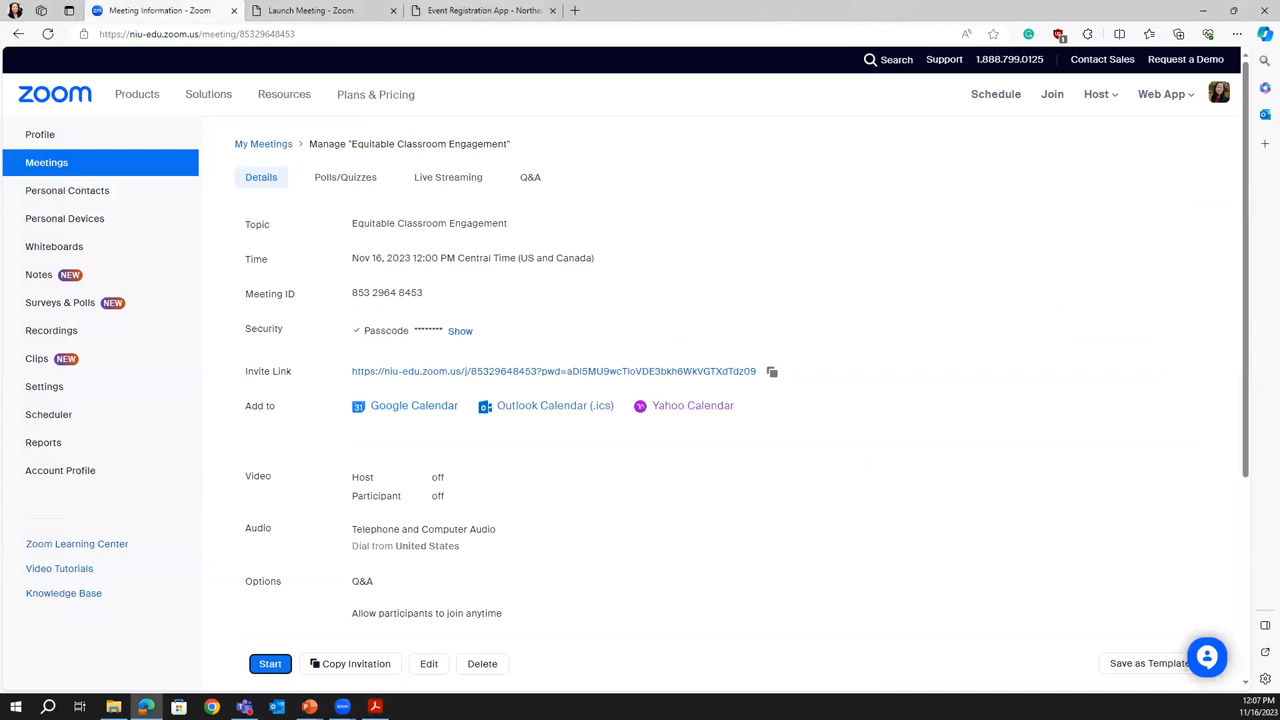 Meeting Information - Zoom
Launch Meeting - Zoom
Event Registration App - Northe
https://niu-edu.zoom.us/meeting/85329648453
1
Search Support 1.888.799.0125 Contact Sales Request a Demo
zoom Products Solutions Resources Plans & Pricing Schedule Join Host Web App
Profile
Meetings
Personal Contacts
Personal Devices
Whiteboards
Notes NEW
Surveys & Polls NEW
Recordings
Clips NEW
Settings
Scheduler
Reports
Account Profile
Zoom Learning Center
Video Tutorials
Knowledge Base
My Meetings > Manage "Equitable Classroom Engagement"
Details Polls/Quizzes Live Streaming Q&A
Topic Equitable Classroom Engagement
Time Nov 16, 2023 12:00 PM Central Time (US and Canada)
Meeting ID 853 2964 8453
Security ✓ Passcode ******** Show
Invite Link https://niu-edu.zoom.us/j/85329648453?pwd=aDI5MU9wcTloVDE3bkh6WkVGTXdTdz09
Add to 31 Google Calendar Outlook Calendar (.ics) Yahoo Calendar
Video Host off
Participant off
Audio Telephone and Computer Audio
Dial from United States
Options Q&A
Allow participants to join anytime
Start Copy Invitation Edit Delete Save as Template
12:07 PM
11/16/2023